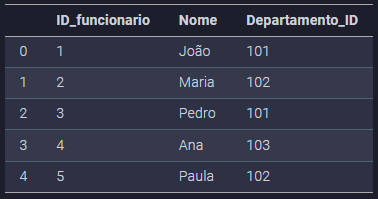 ID_funcionario Nome Departamento_ID
0 1 João 101
1 2 Maria 102
2 3 Pedro 101
3 4 Ana 103
4 5 Paula 102